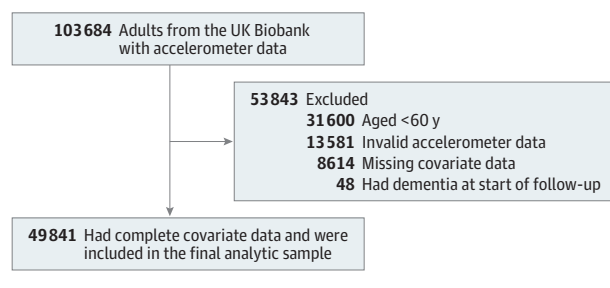 103684 Adults from the UK Biobank
with accelerometer data
53843 Excluded
31600 Aged <60 y
13581 Invalid accelerometer data
8614 Missing covariate data
48 Had dementia at start of follow-up
49841 Had complete covariate data and were
included in the final analytic sample